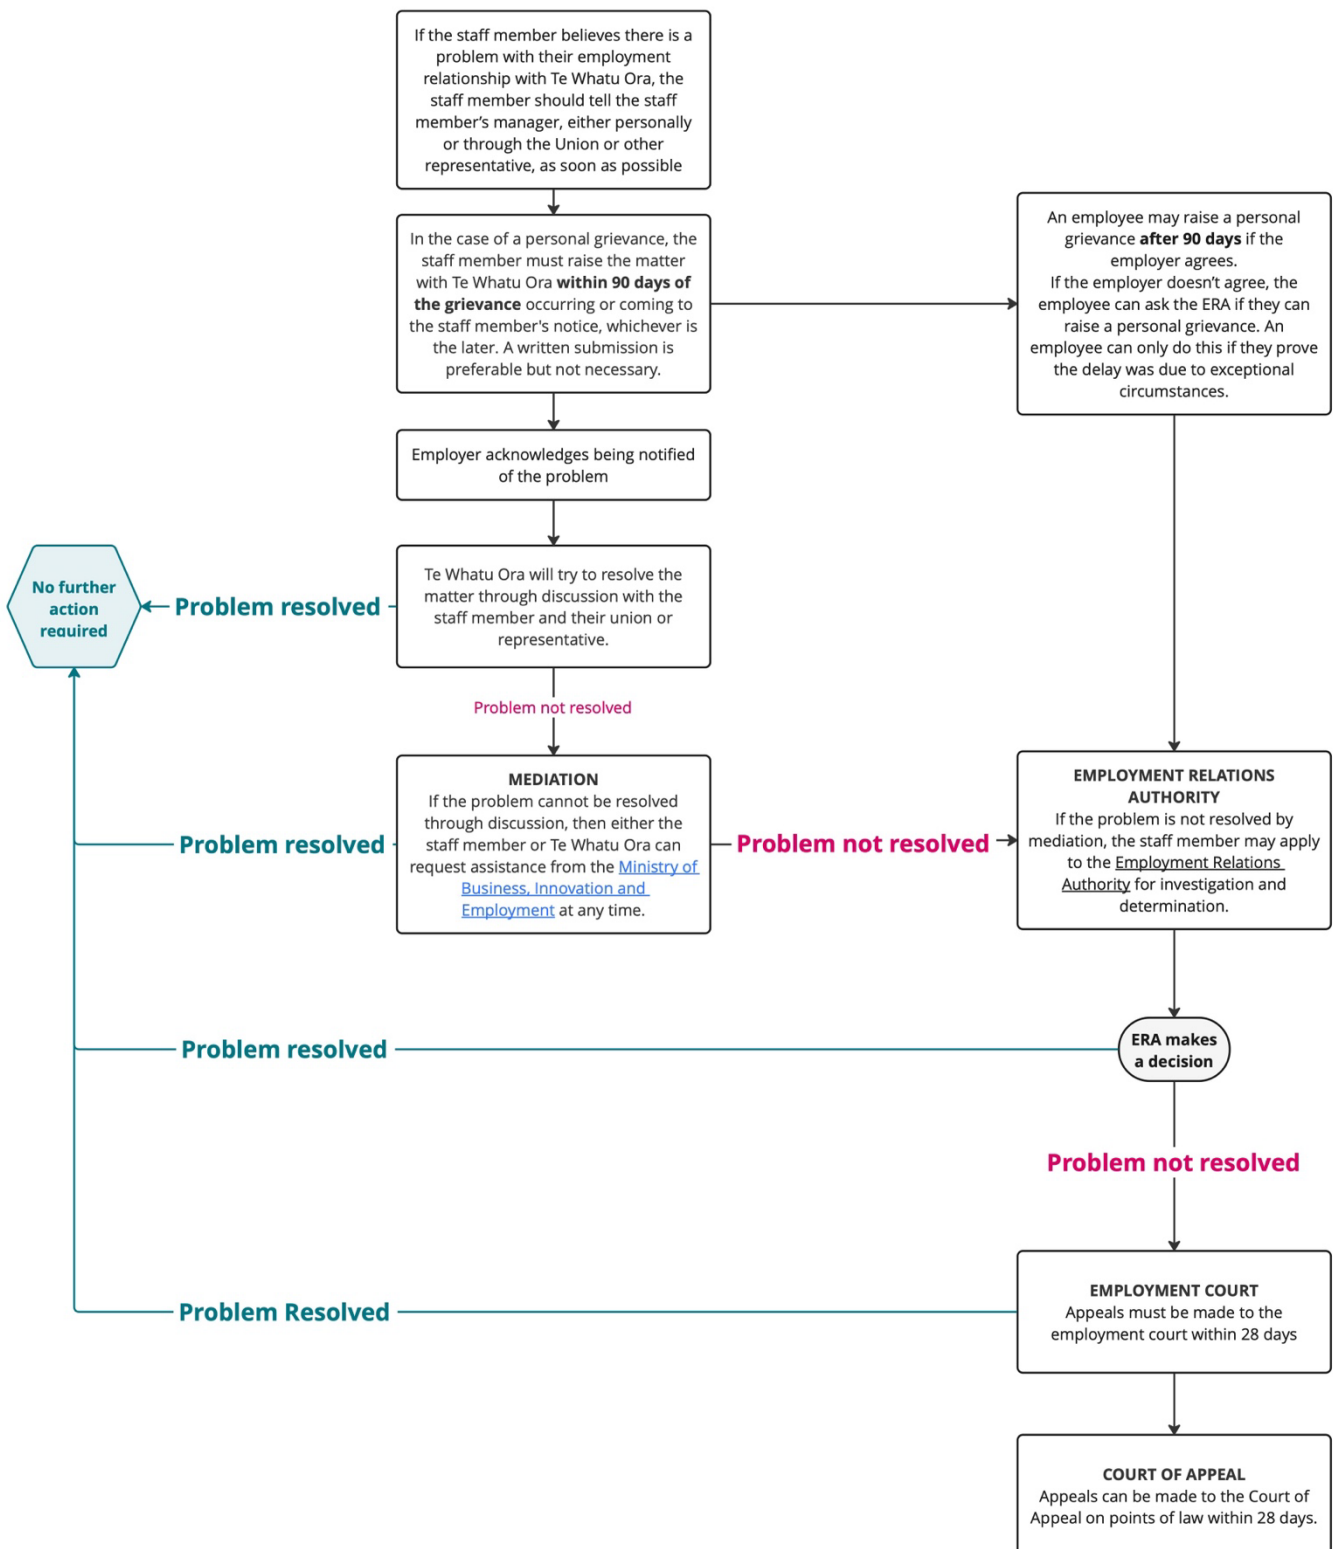 If the staff member believes there is a
problem with their employment
relationship with Te Whatu Ora, the
staff member should tell the staff
member's manager, either personally
or through the Union or other
representative, as soon as possible
In the case of a personal grievance, the
staff member must raise the matter
with Te Whatu Ora within 90 days of
the grievance occurring or coming to
the staff member's notice, whichever is
the later. A written submission is
preferable but not necessary.
An employee may raise a personal
grievance after 90 days if the
employer agrees.
If the employer doesn't agree, the
employee can ask the ERA if they can
raise a personal grievance. An
employee can only do this if they prove
the delay was due to exceptional
circumstances.
Employer acknowledges being notified
of the problem
Te Whatu Ora will try to resolve the
matter through discussion with the
staff member and their union or
representative.
Problem resolved
No further
action
required
Problem not resolved
MEDIATION
If the problem cannot be resolved
through discussion, then either the
staff member or Te Whatu Ora can
request assistance from the Ministry of
Business, Innovation and
Employment at any time.
Problem resolved
Problem not resolved
EMPLOYMENT RELATIONS
AUTHORITY
If the problem is not resolved by
mediation, the staff member may apply
to the Employment Relations
Authority for investigation and
determination.
ERA makes
a decision
Problem resolved
Problem not resolved
EMPLOYMENT COURT
Appeals must be made to the
employment court within 28 days
Problem Resolved
COURT OF APPEAL
Appeals can be made to the Court of
Appeal on points of law within 28 days.